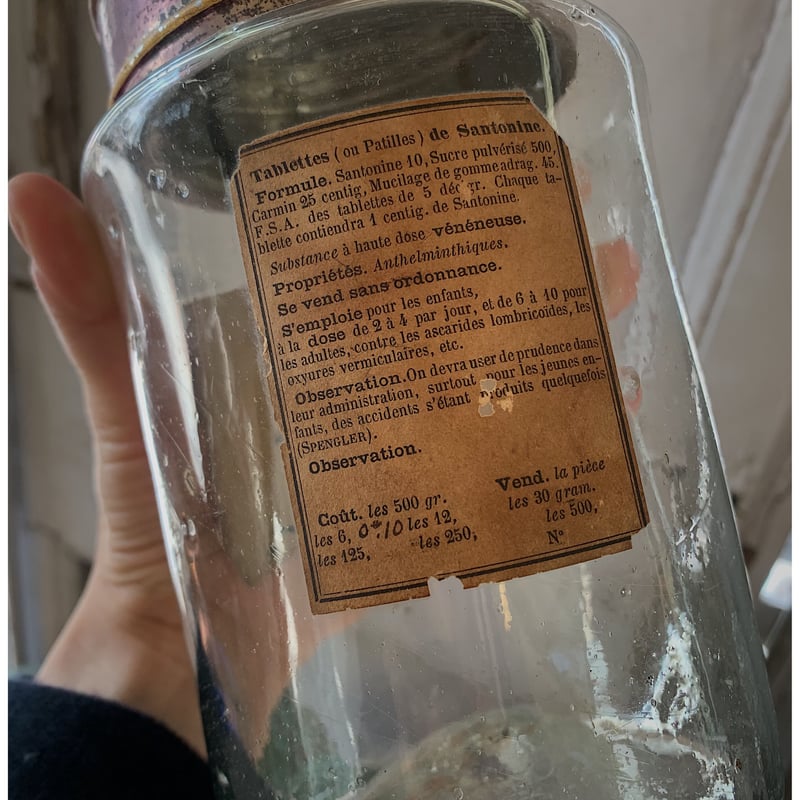 Tablettes (ou Patilles) de Santonine.
Formule. Santonine 10, Sucre pulvérisé 500,
Carmin 25 centig, Mucilage de gomme adrag. 45.
F.S.A. des tablettes de 5 déc gr. Chaque ta-
blette contiendra 1 centig. de Santonine.
Substance à haute dose vénéneuse.
Propriétés. Anthelminthiques.
Se vend sans ordonnance.
S'emploie pour les enfants,
à la dose de 2 à 4 par jour, et de 6 à 10 pour
les adultes, contre les ascarides lombricoïdes, les
oxyures vermiculaires, etc.
Observation. On devra user de prudence dans
leur administration, surtout pour les jeunes en-
fants, des accidents s'étant produits quelquefois
(SPENGLER).
Observation.
Coût. les 500 gr.
les 6, 0 10 les 12,
les 125, les 250,
Vend. la pièce
les 30 gram.
les 500,
N°